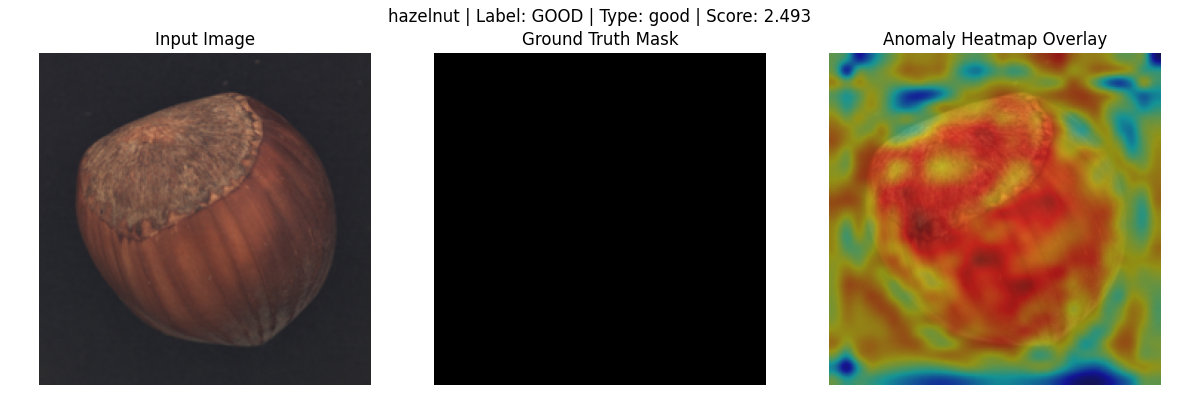 hazelnut | Label: GOOD | Type: good | Score: 2.493
Input Image
Ground Truth Mask
Anomaly Heatmap Overlay